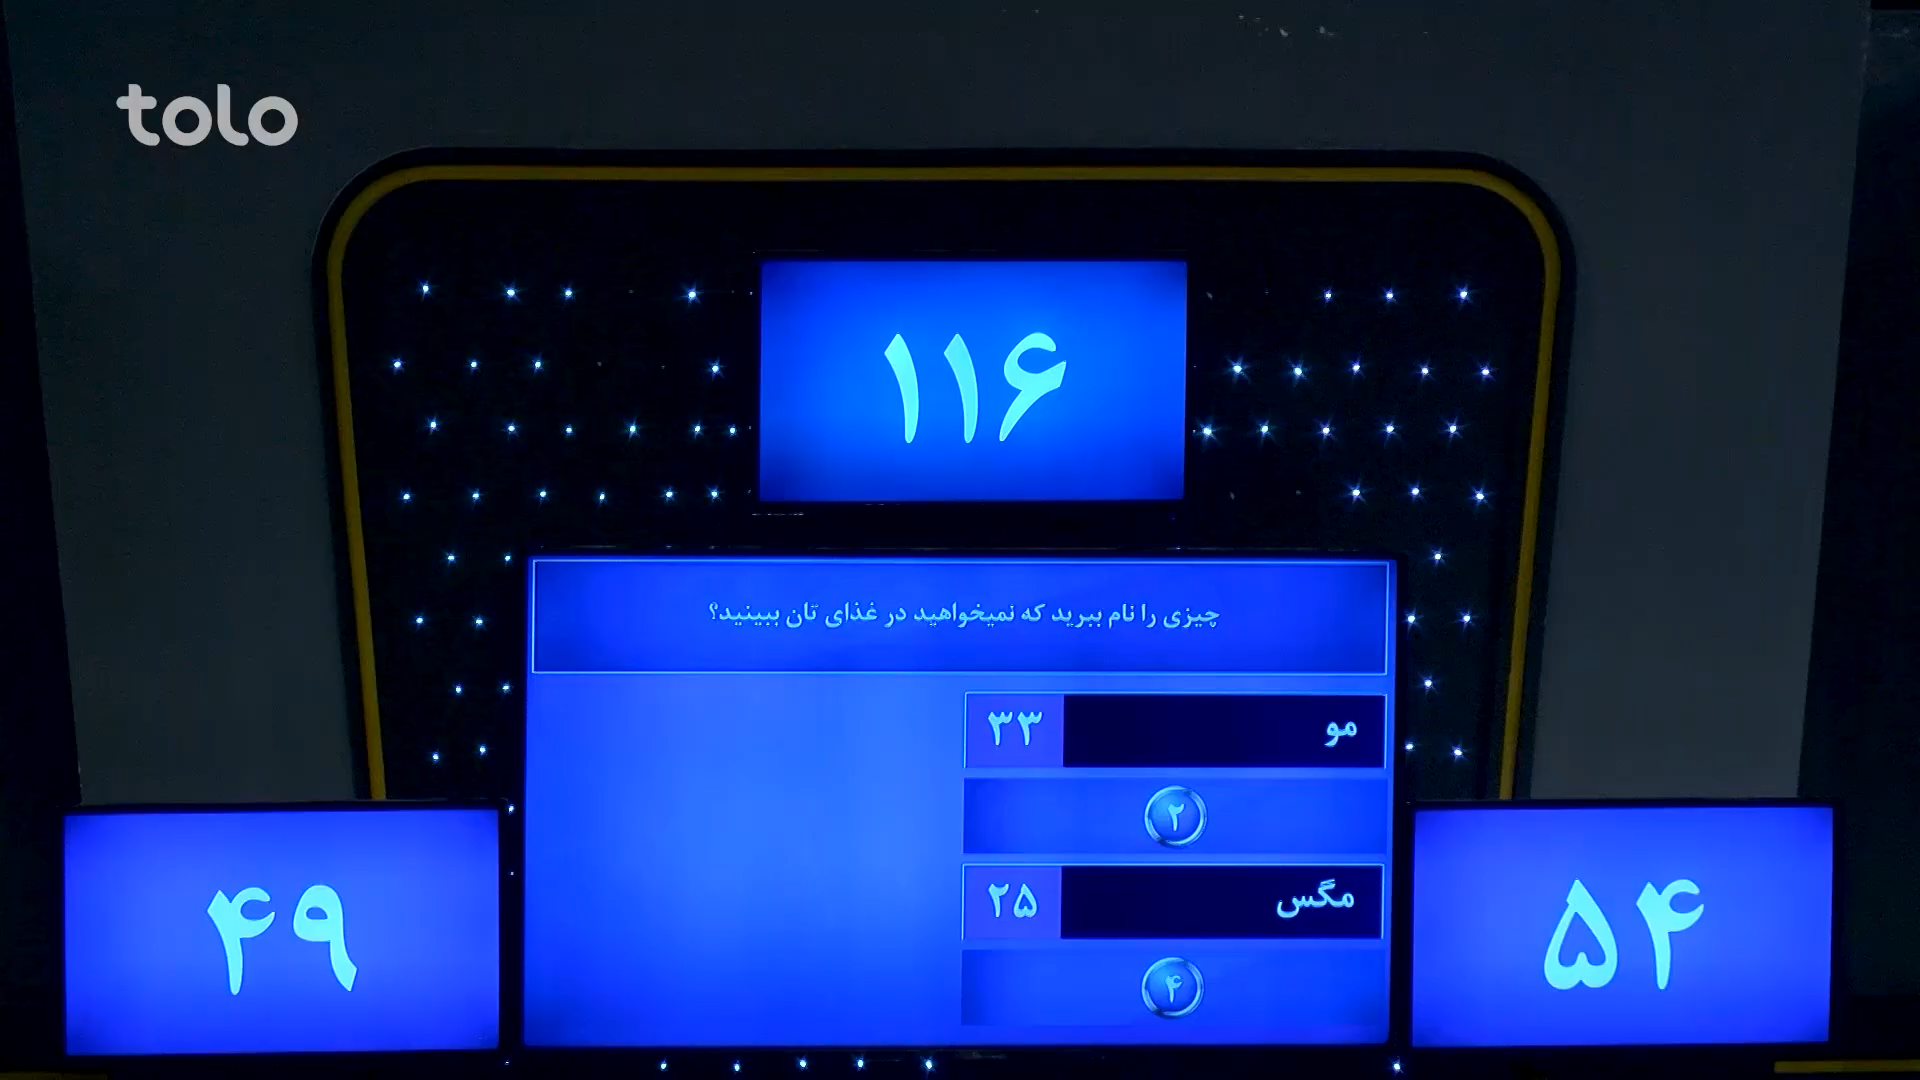 tolo
۱۱۶
چیزی را نام ببرید که نمیخواهید در غذای تان ببینید؟
مو ۳۳
۲
مگس ۲۵
۴
۴۹
۵۴